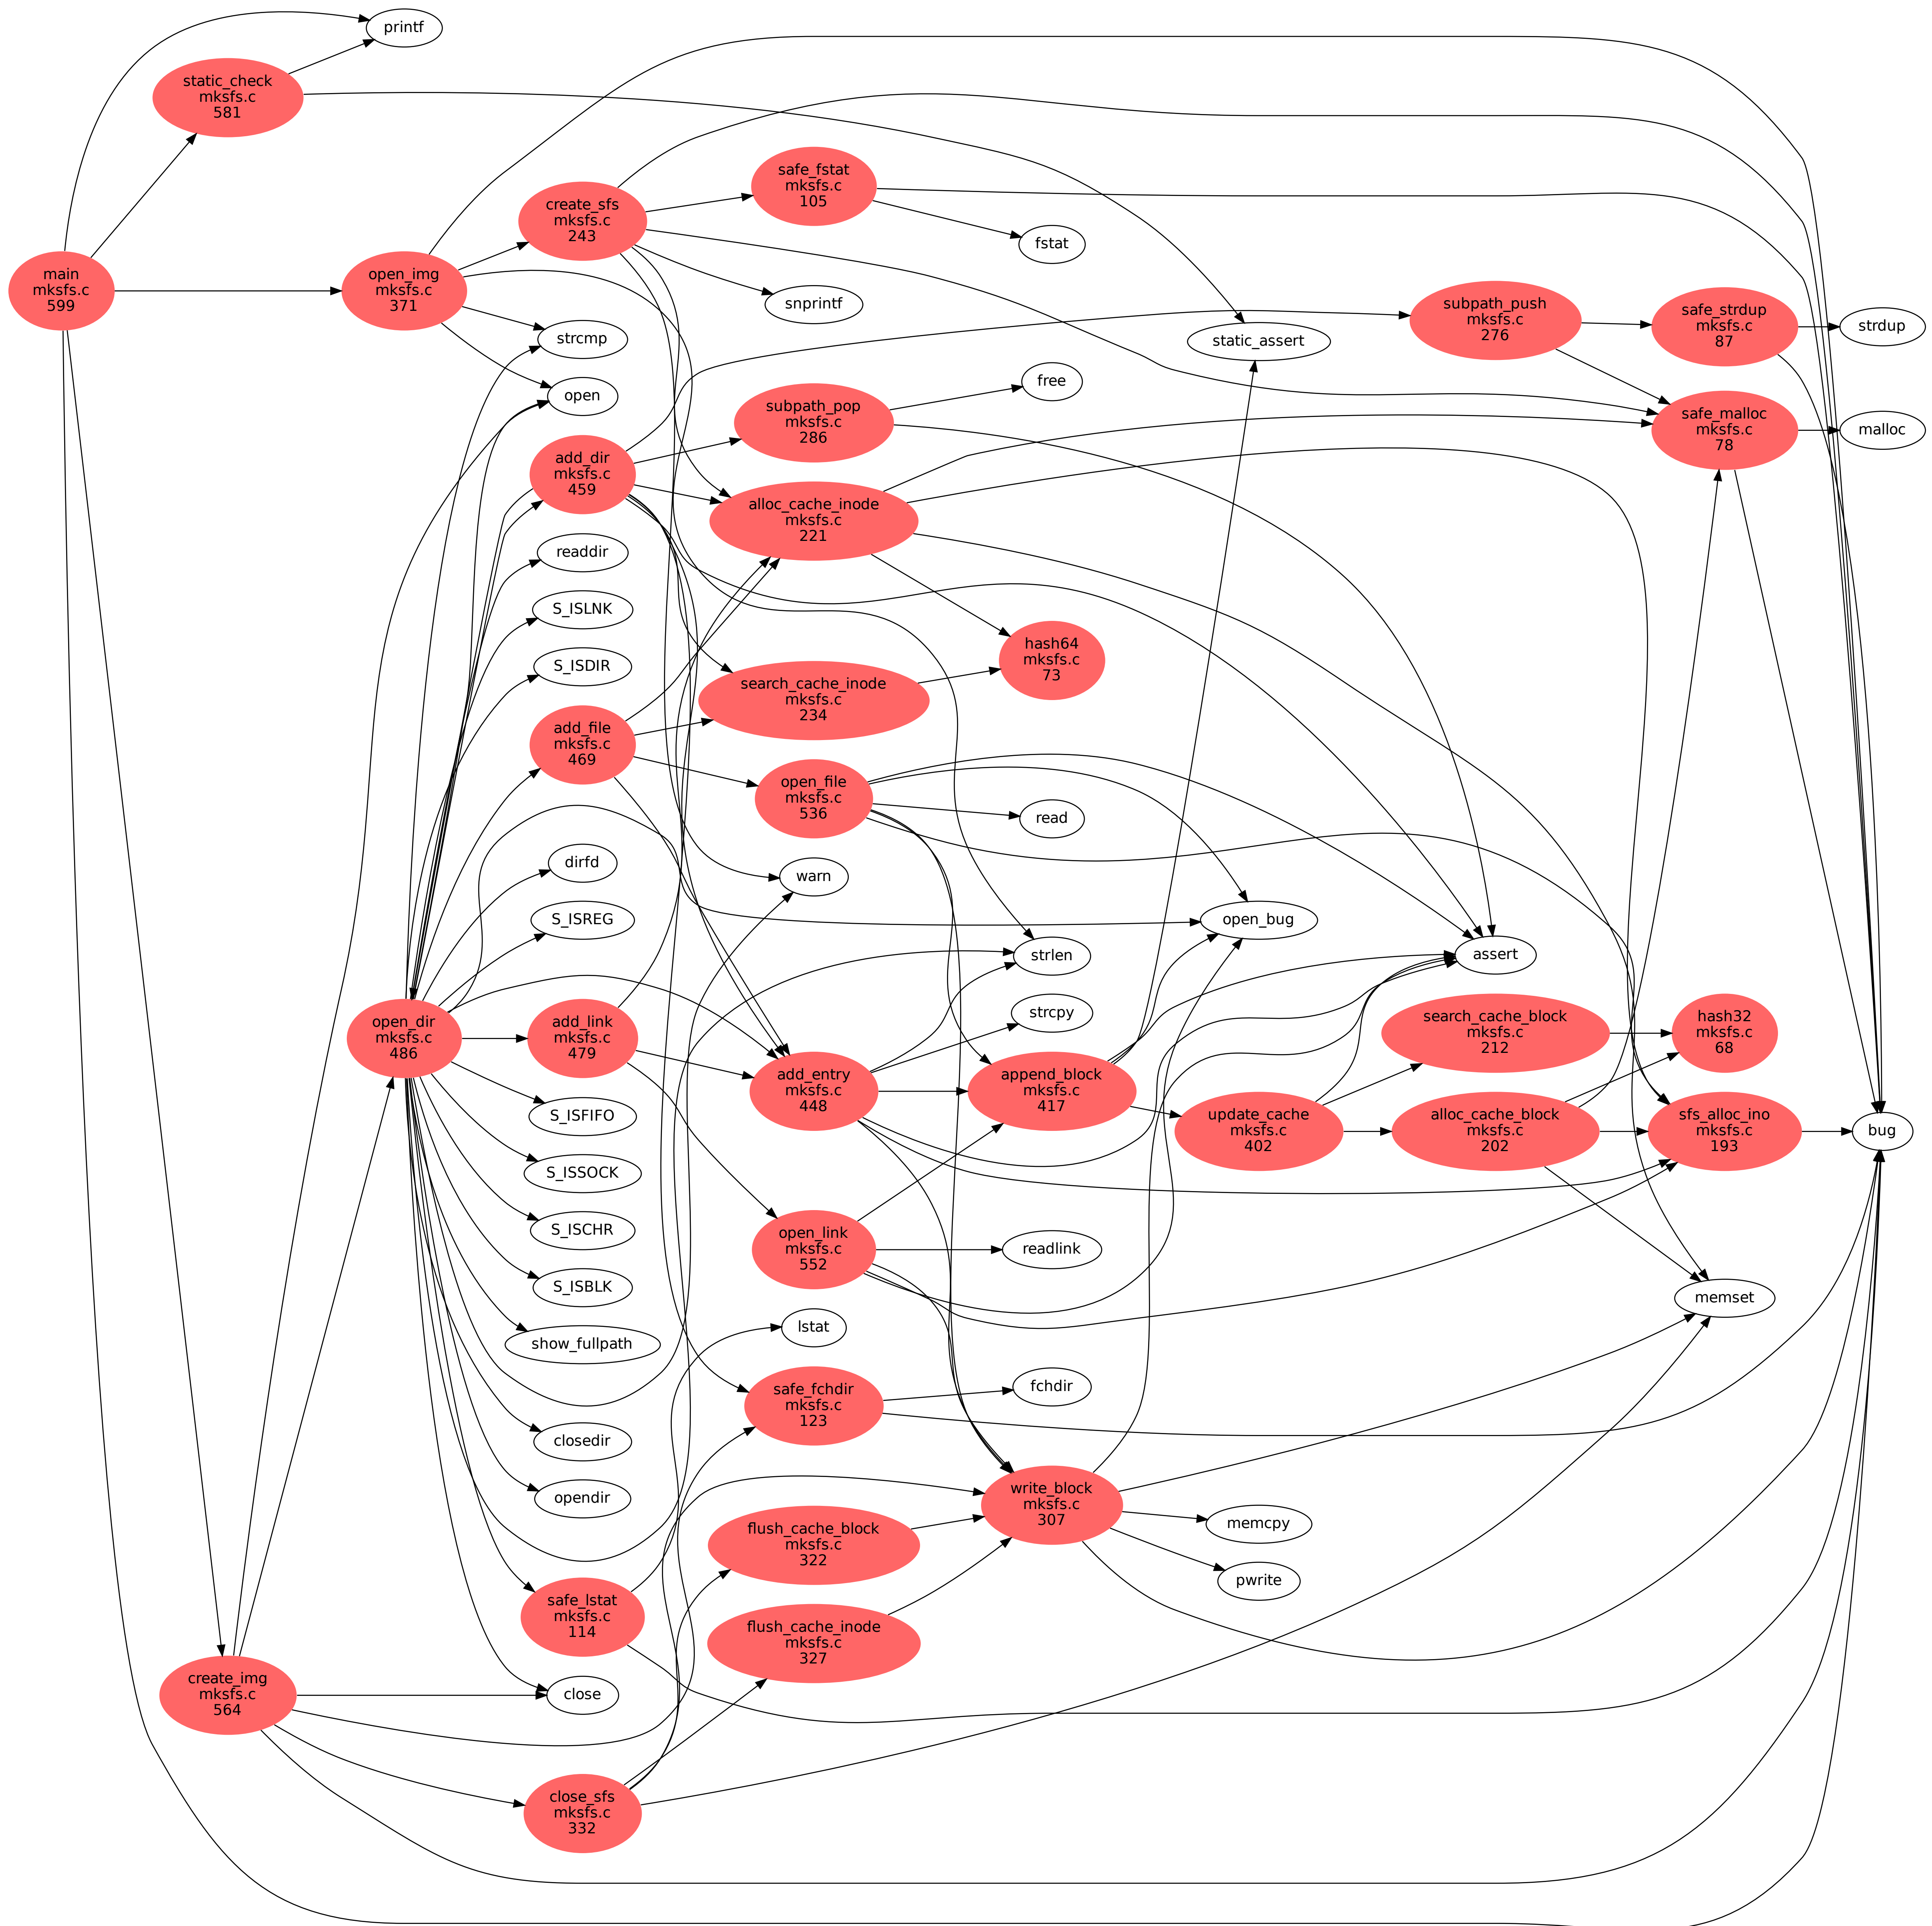 printf
static_check
mksfs.c
581
main
mksfs.c
599
open_img
mksfs.c
371
create_sfs
mksfs.c
243
safe_fstat
mksfs.c
105
fstat
snprintf
strcmp
open
static_assert
subpath_push
mksfs.c
276
safe_strdup
mksfs.c
87
strdup
free
subpath_pop
mksfs.c
286
safe_malloc
mksfs.c
78
malloc
add_dir
mksfs.c
459
alloc_cache_inode
mksfs.c
221
readdir
S_ISLNK
S_ISDIR
hash64
mksfs.c
73
search_cache_inode
mksfs.c
234
add_file
mksfs.c
469
open_file
mksfs.c
536
read
dirfd
warn
S_ISREG
open_bug
strlen
assert
open_dir
mksfs.c
486
add_link
mksfs.c
479
strcpy
search_cache_block
mksfs.c
212
hash32
mksfs.c
68
add_entry
mksfs.c
448
append_block
mksfs.c
417
update_cache
mksfs.c
402
alloc_cache_block
mksfs.c
202
sfs_alloc_ino
mksfs.c
193
bug
S_ISFIFO
S_ISSOCK
S_ISCHR
S_ISBLK
open_link
mksfs.c
552
readlink
memset
show_fullpath
lstat
safe_fchdir
mksfs.c
123
fchdir
closedir
opendir
write_block
mksfs.c
307
memcpy
pwrite
flush_cache_block
mksfs.c
322
safe_lstat
mksfs.c
114
flush_cache_inode
mksfs.c
327
create_img
mksfs.c
564
close
close_sfs
mksfs.c
332